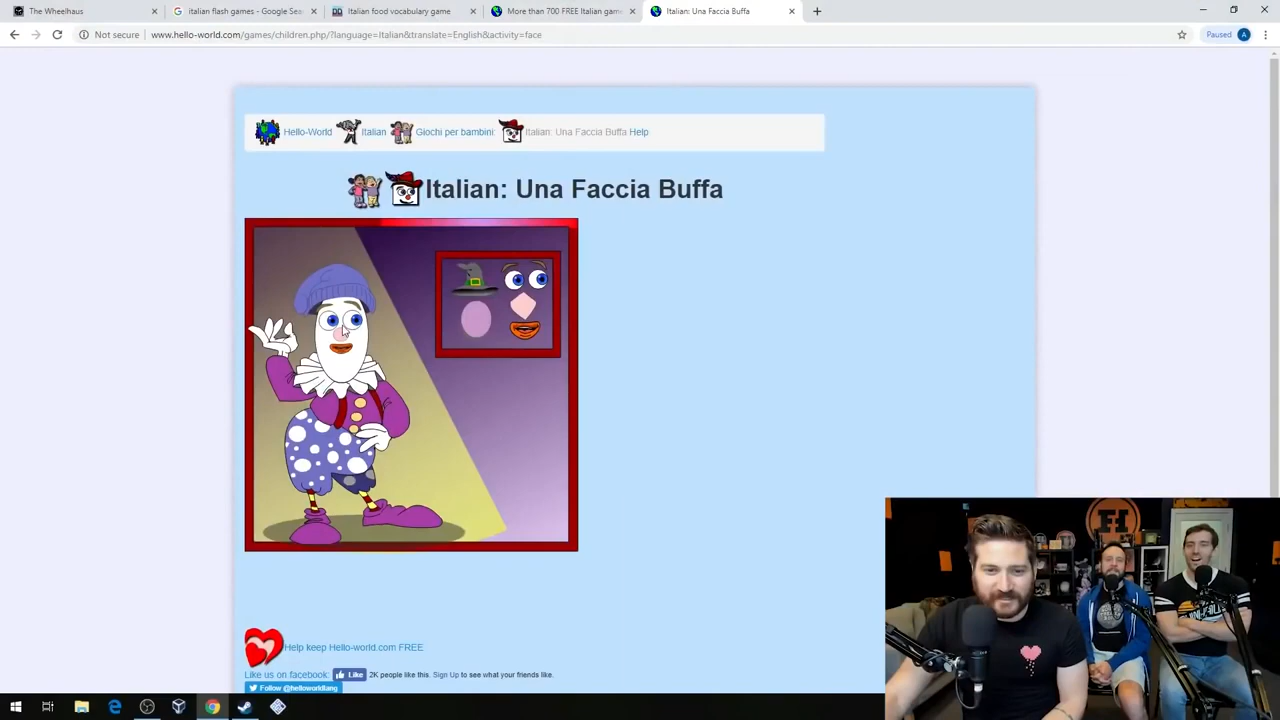 The Wheelhaus
italian flash games - Google Sea
Italian food vocabulary game
More than 700 FREE Italian game
Italian: Una Faccia Buffa
Not secure
www.hello-world.com/games/children.php/?language=Italian&translate=English&activity=face
Paused
A
Hello-World Italian Giochi per bambini: Italian: Una Faccia Buffa Help
Italian: Una Faccia Buffa
Help keep Hello-world.com FREE
Like us on facebook: Like 2K people like this. Sign Up to see what your friends like.
Follow @helloworldlang